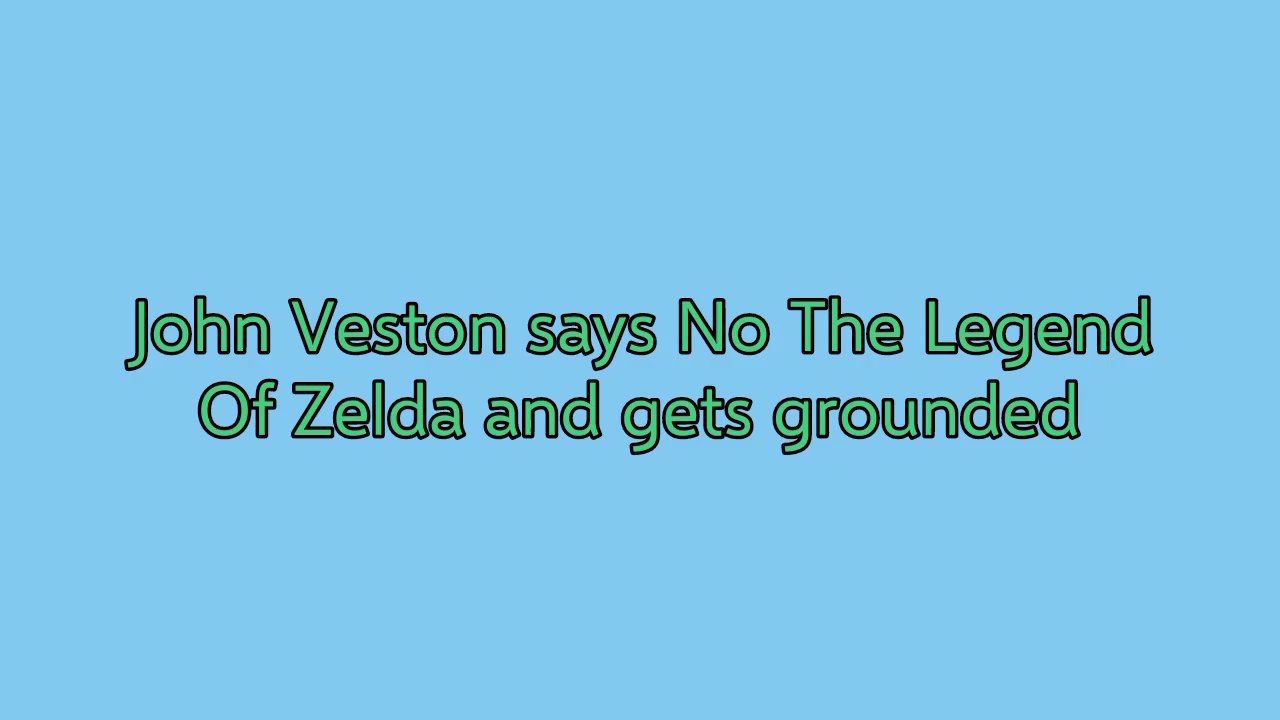 John Veston says No The Legend
Of Zelda and gets grounded